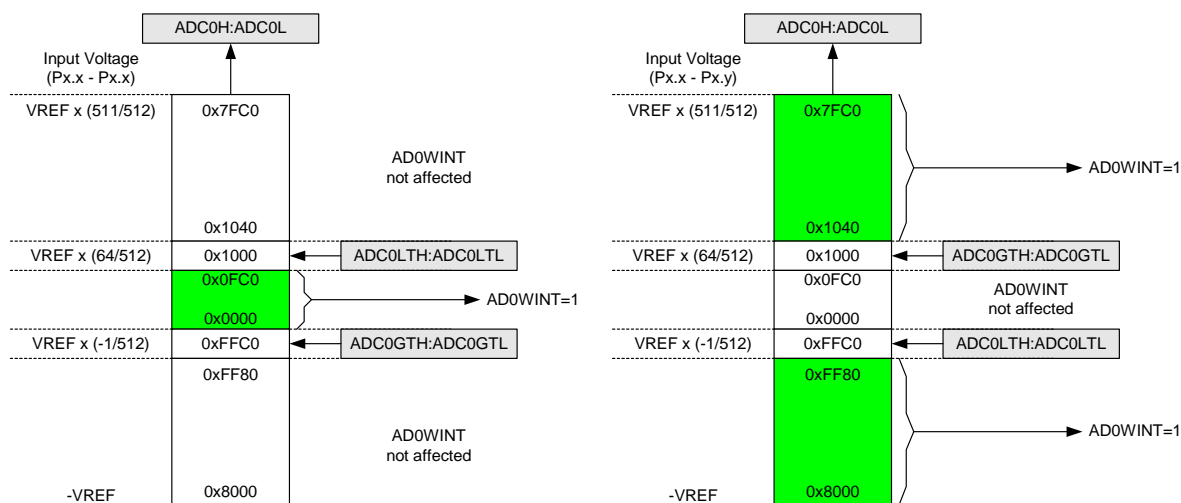 ADC0H:ADC0L
Input Voltage
(Px.x - Px.x)
VREF x (511/512)
0x7FC0
AD0WINT
not affected
0x1040
VREF x (64/512)
0x1000
ADC0LTH:ADC0LTL
0x0FC0
AD0WINT=1
0x0000
VREF x (-1/512)
0xFFC0
ADC0GTH:ADC0GTL
0xFF80
AD0WINT
not affected
-VREF
0x8000
ADC0H:ADC0L
Input Voltage
(Px.x - Px.y)
VREF x (511/512)
0x7FC0
AD0WINT=1
0x1040
VREF x (64/512)
0x1000
ADC0GTH:ADC0GTL
0x0FC0
AD0WINT
not affected
0x0000
VREF x (-1/512)
0xFFC0
ADC0LTH:ADC0LTL
0xFF80
AD0WINT=1
-VREF
0x8000